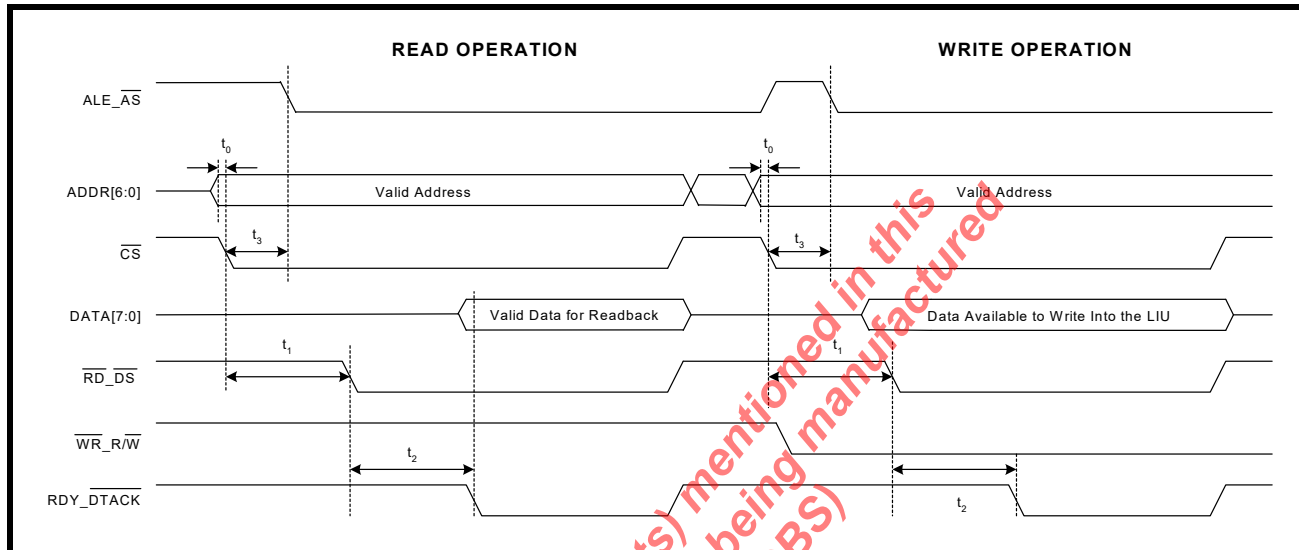 READ OPERATION WRITE OPERATION
ALE_AS
t0 t0
ADDR[6:0] Valid Address Valid Address
CS t3 t3
DATA[7:0] Valid Data for Readback Data Available to Write Into the LIU
t1 t1
RD_DS
WR_R/W
t2
RDY_DTACK t2
ts) mentioned in this
being manufactured
BS)